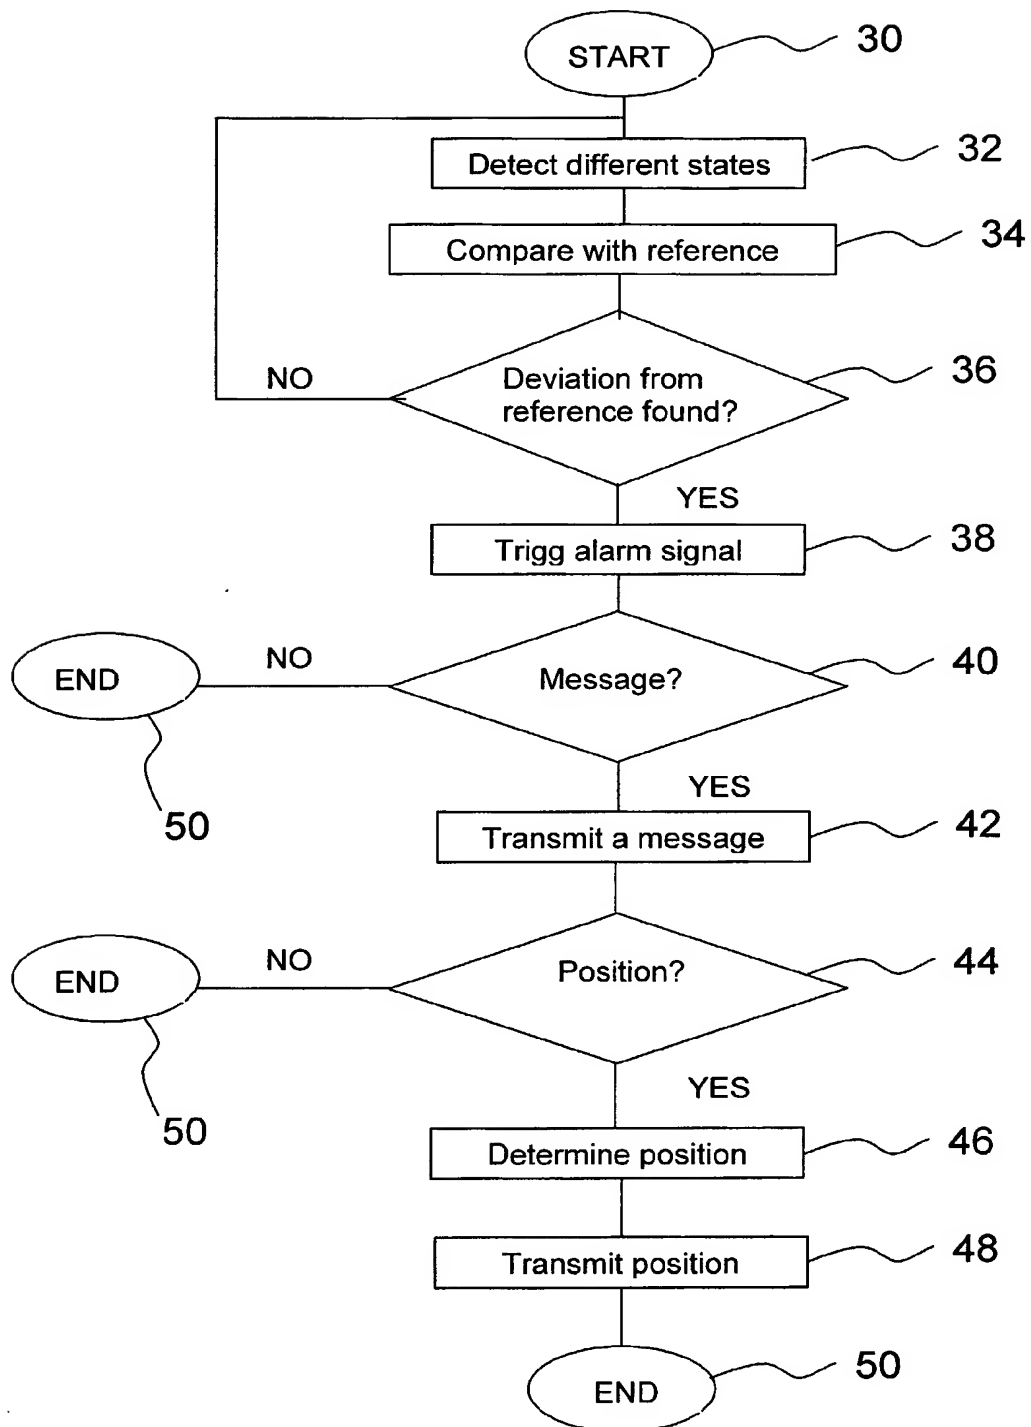 START
30
Detect different states
32
Compare with reference
34
Deviation from
reference found?
36
NO
YES
Trigg alarm signal
38
Message?
40
NO
END
50
YES
Transmit a message
42
Position?
44
NO
END
50
YES
Determine position
46
Transmit position
48
END
50